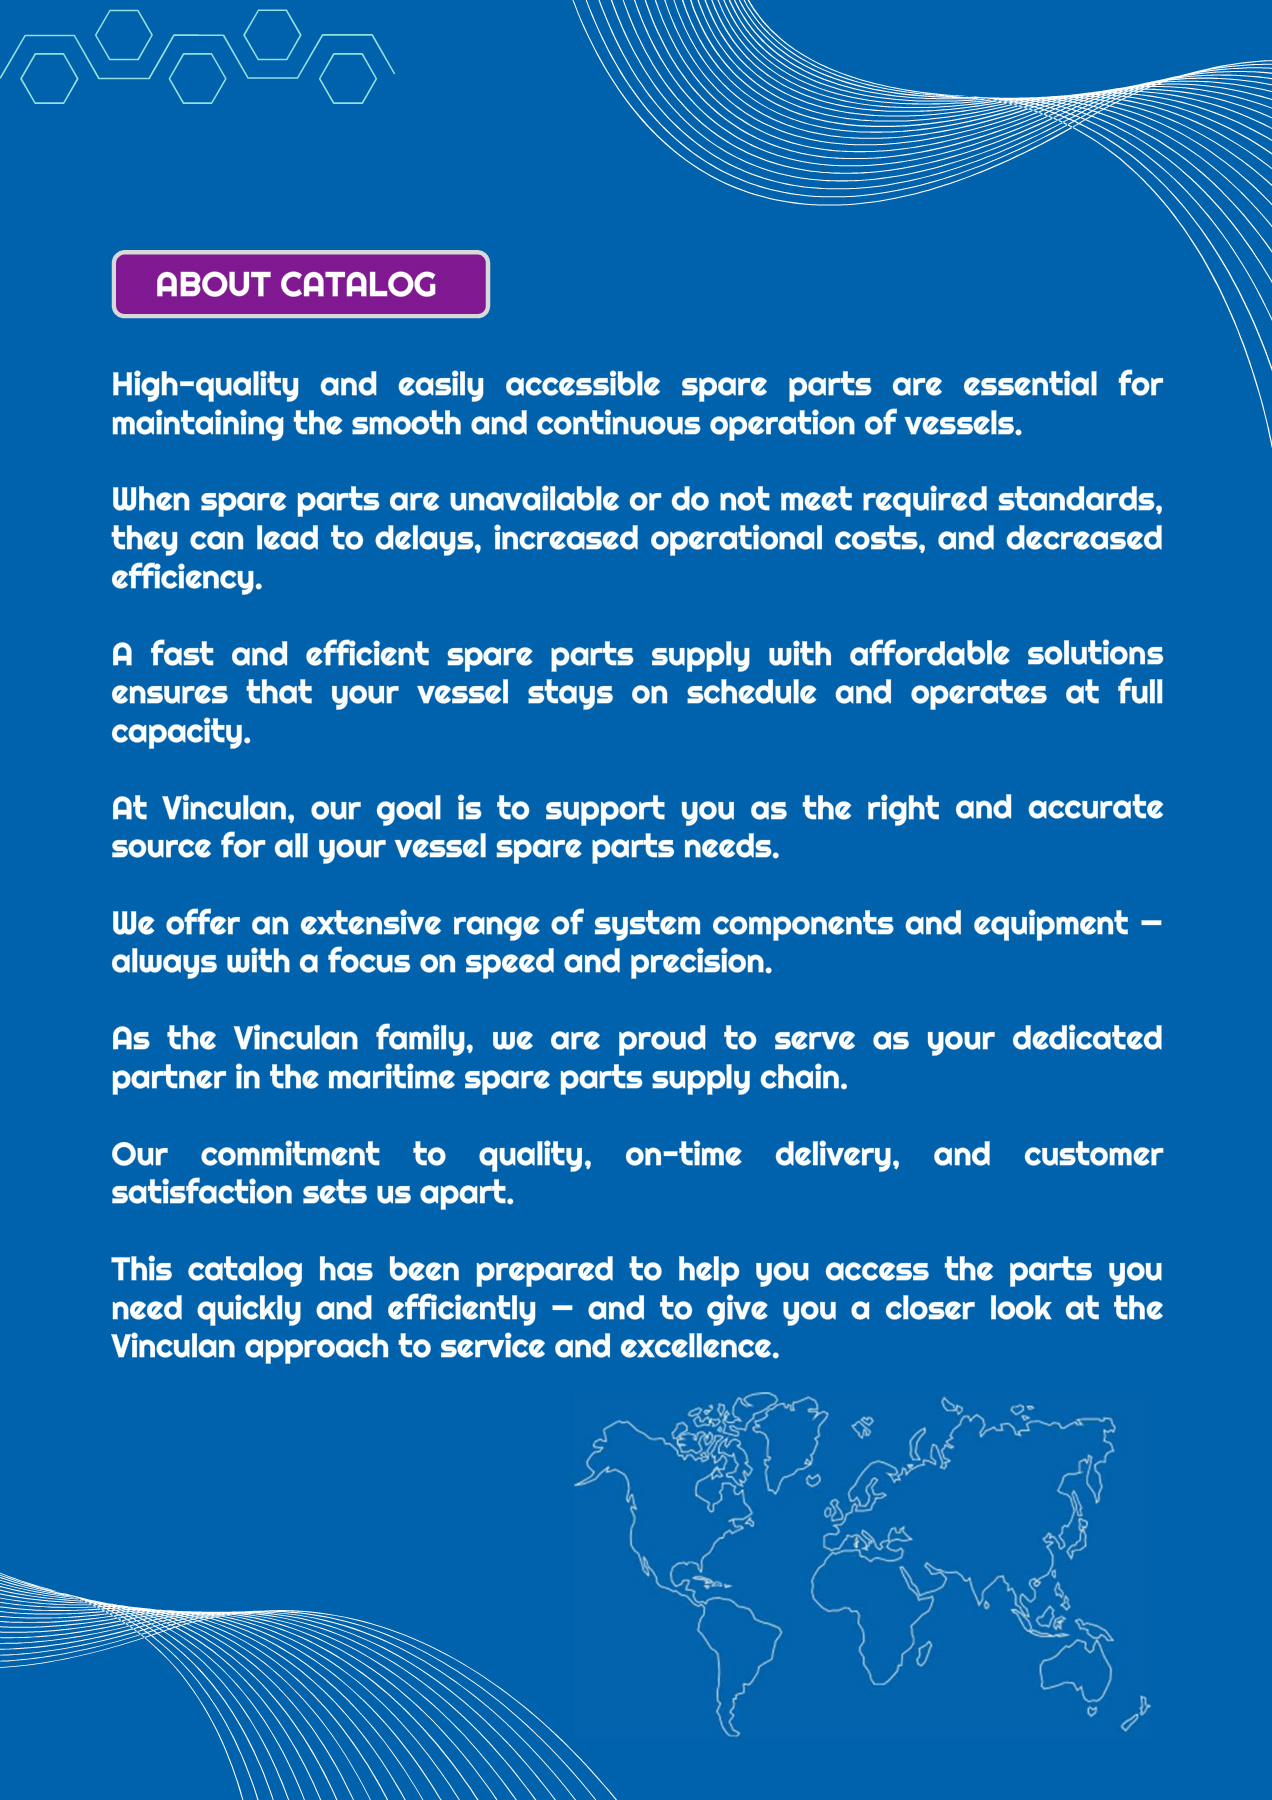 ABOUT CATALOG
High-quality and easily accessible spare parts are essential for
maintaining the smooth and continuous operation of vessels.
When spare parts are unavailable or do not meet required standards,
they can lead to delays, increased operational costs, and decreased
efficiency.
A fast and efficient spare parts supply with affordable solutions
ensures that your vessel stays on schedule and operates at full
capacity.
At Vinculan, our goal is to support you as the right and accurate
source for all your vessel spare parts needs.
We offer an extensive range of system components and equipment –
always with a focus on speed and precision.
As the Vinculan family, we are proud to serve as your dedicated
partner in the maritime spare parts supply chain.
Our commitment to quality, on-time delivery, and customer
satisfaction sets us apart.
This catalog has been prepared to help you access the parts you
need quickly and efficiently – and to give you a closer look at the
Vinculan approach to service and excellence.